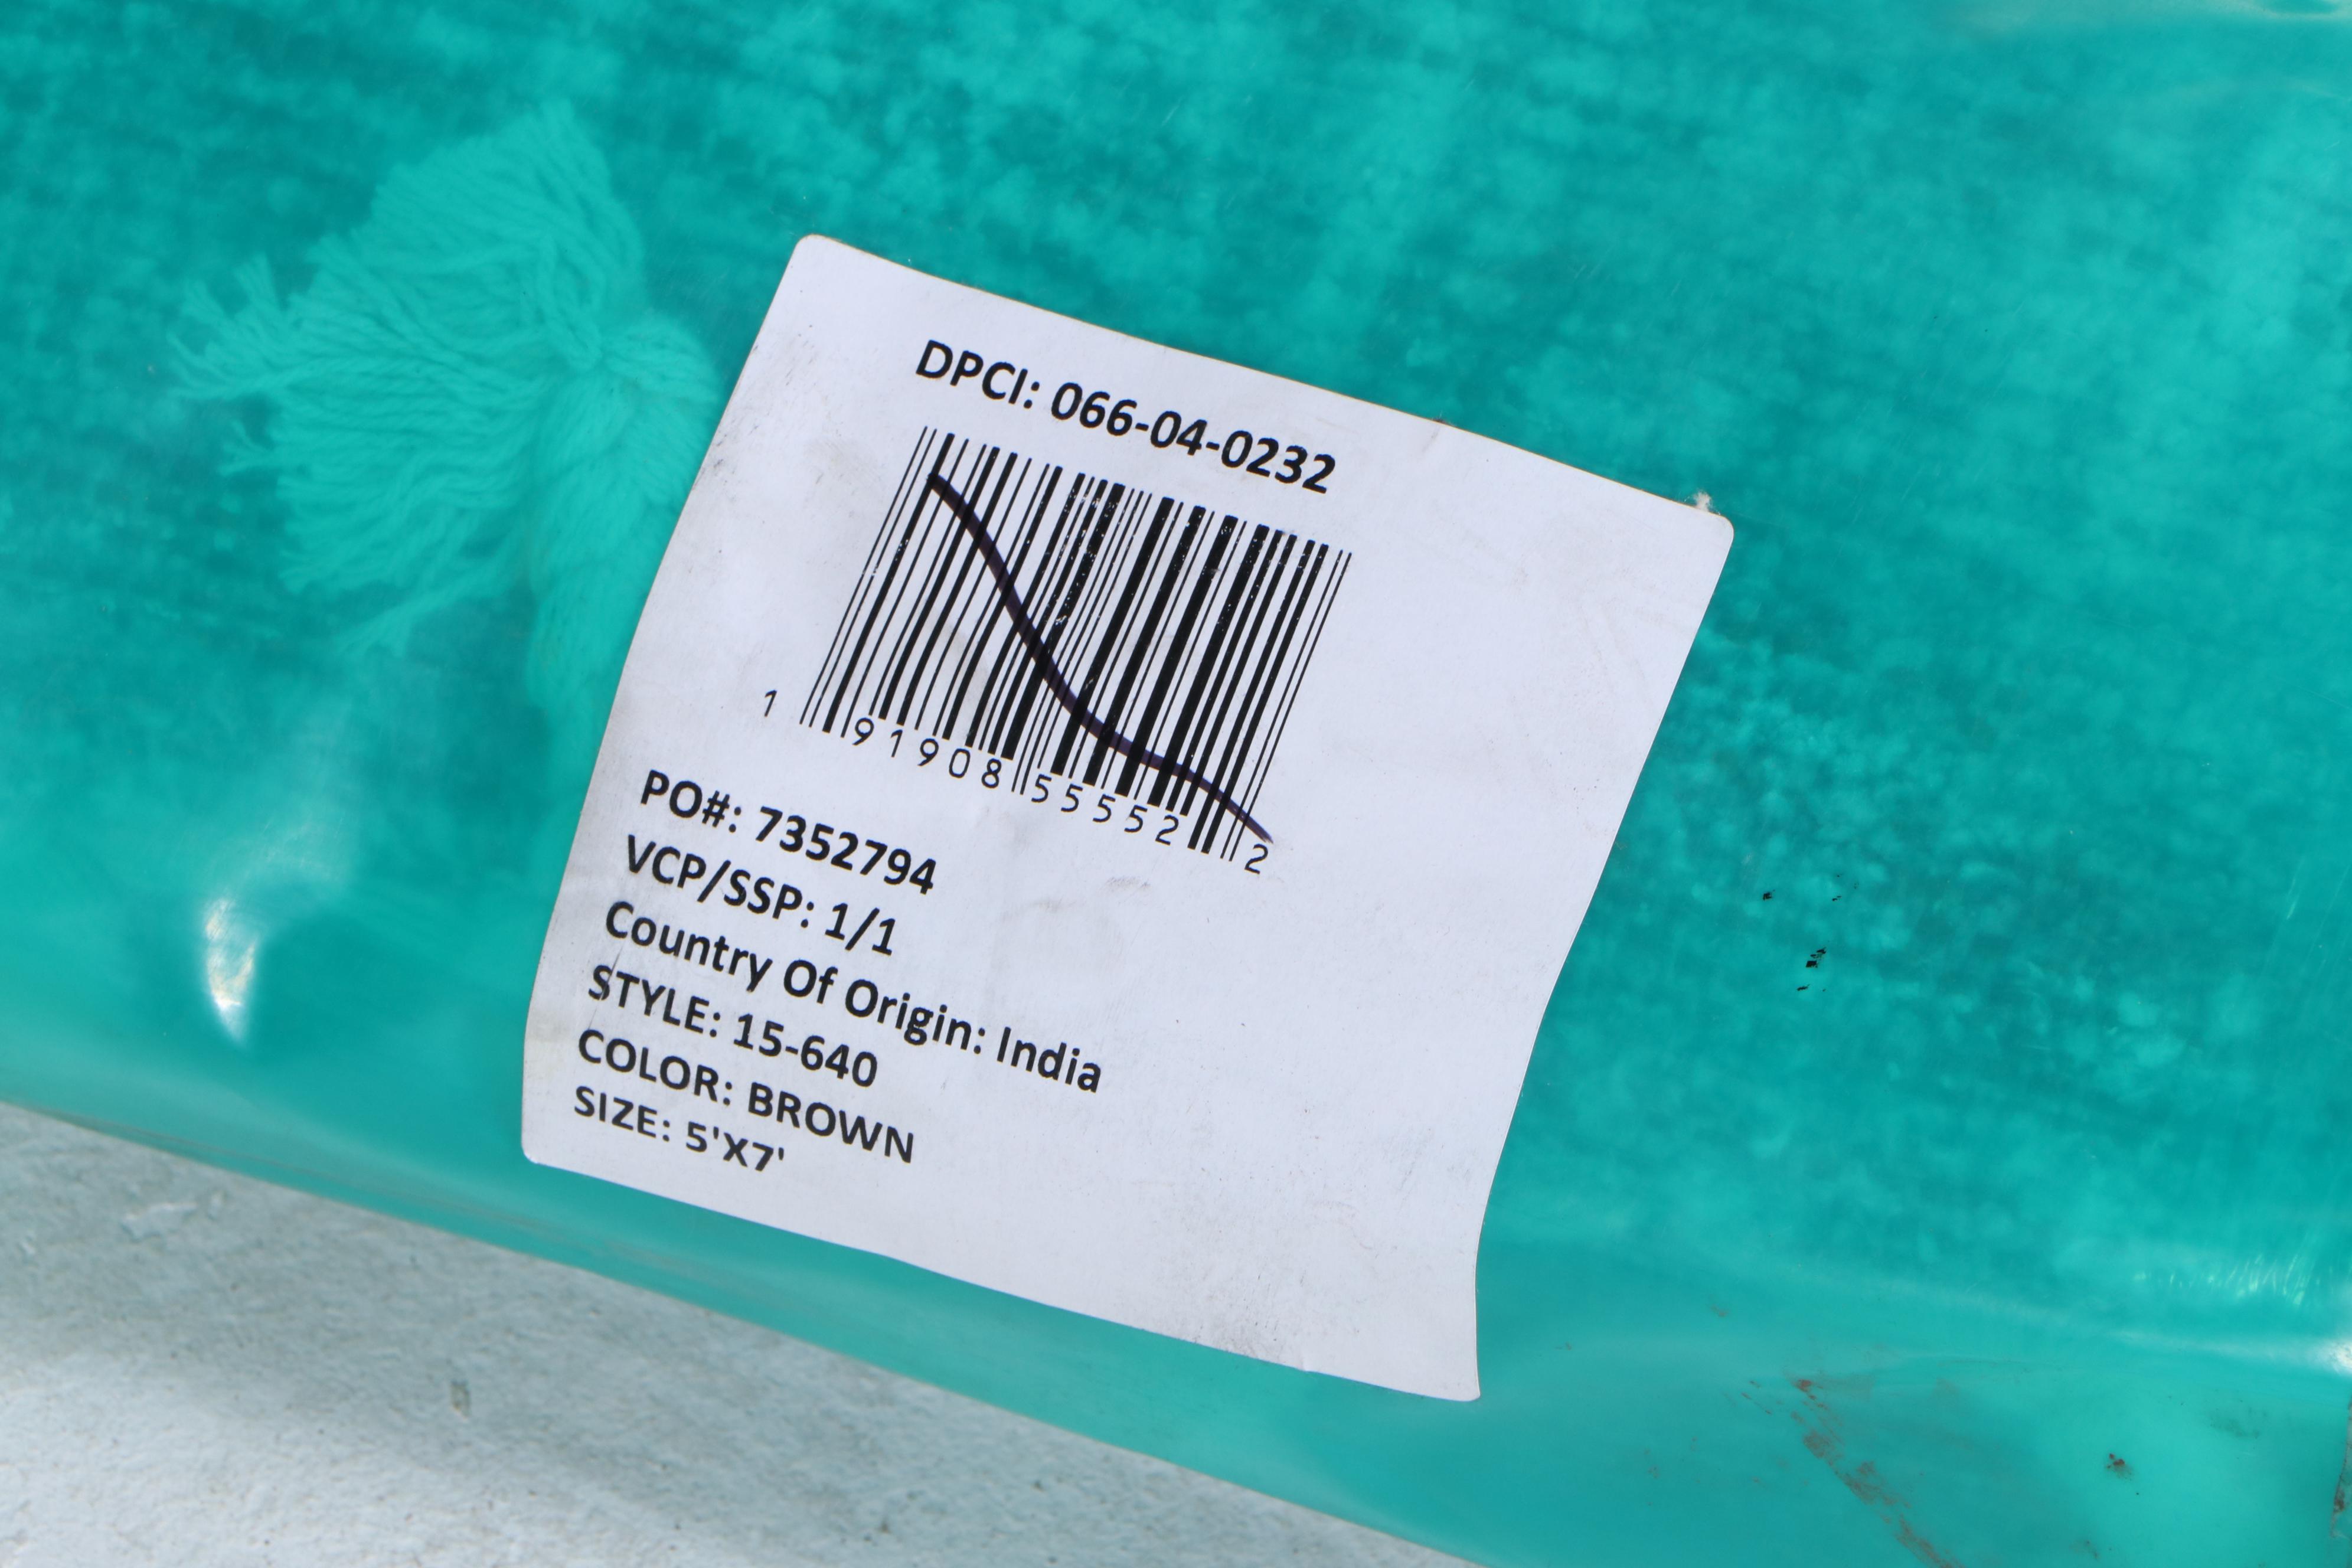 DPCI: 066-04-0232
1 91908 55552 2
PO#: 7352794
VCP/SSP: 1/1
Country Of Origin: India
STYLE: 15-640
COLOR: BROWN
SIZE: 5'X7'